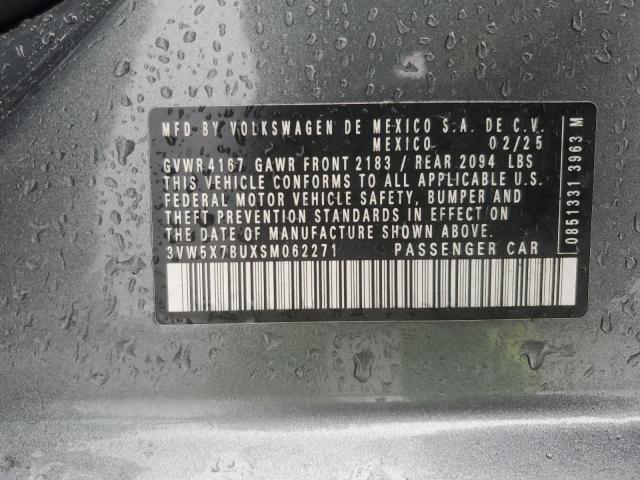 MFD BY VOLKSWAGEN DE MEXICO S.A. DE C.V.
MEXICO 02/25
GVWR 4167 GAWR FRONT 2183 / REAR 2094 LBS
THIS VEHICLE CONFORMS TO ALL APPLICABLE U.S.
FEDERAL MOTOR VEHICLE SAFETY, BUMPER AND
THEFT PREVENTION STANDARDS IN EFFECT ON
THE DATE OF MANUFACTURE SHOWN ABOVE.
3VW5X7BUXSM062271 PASSENGER CAR
0851331 3963 M